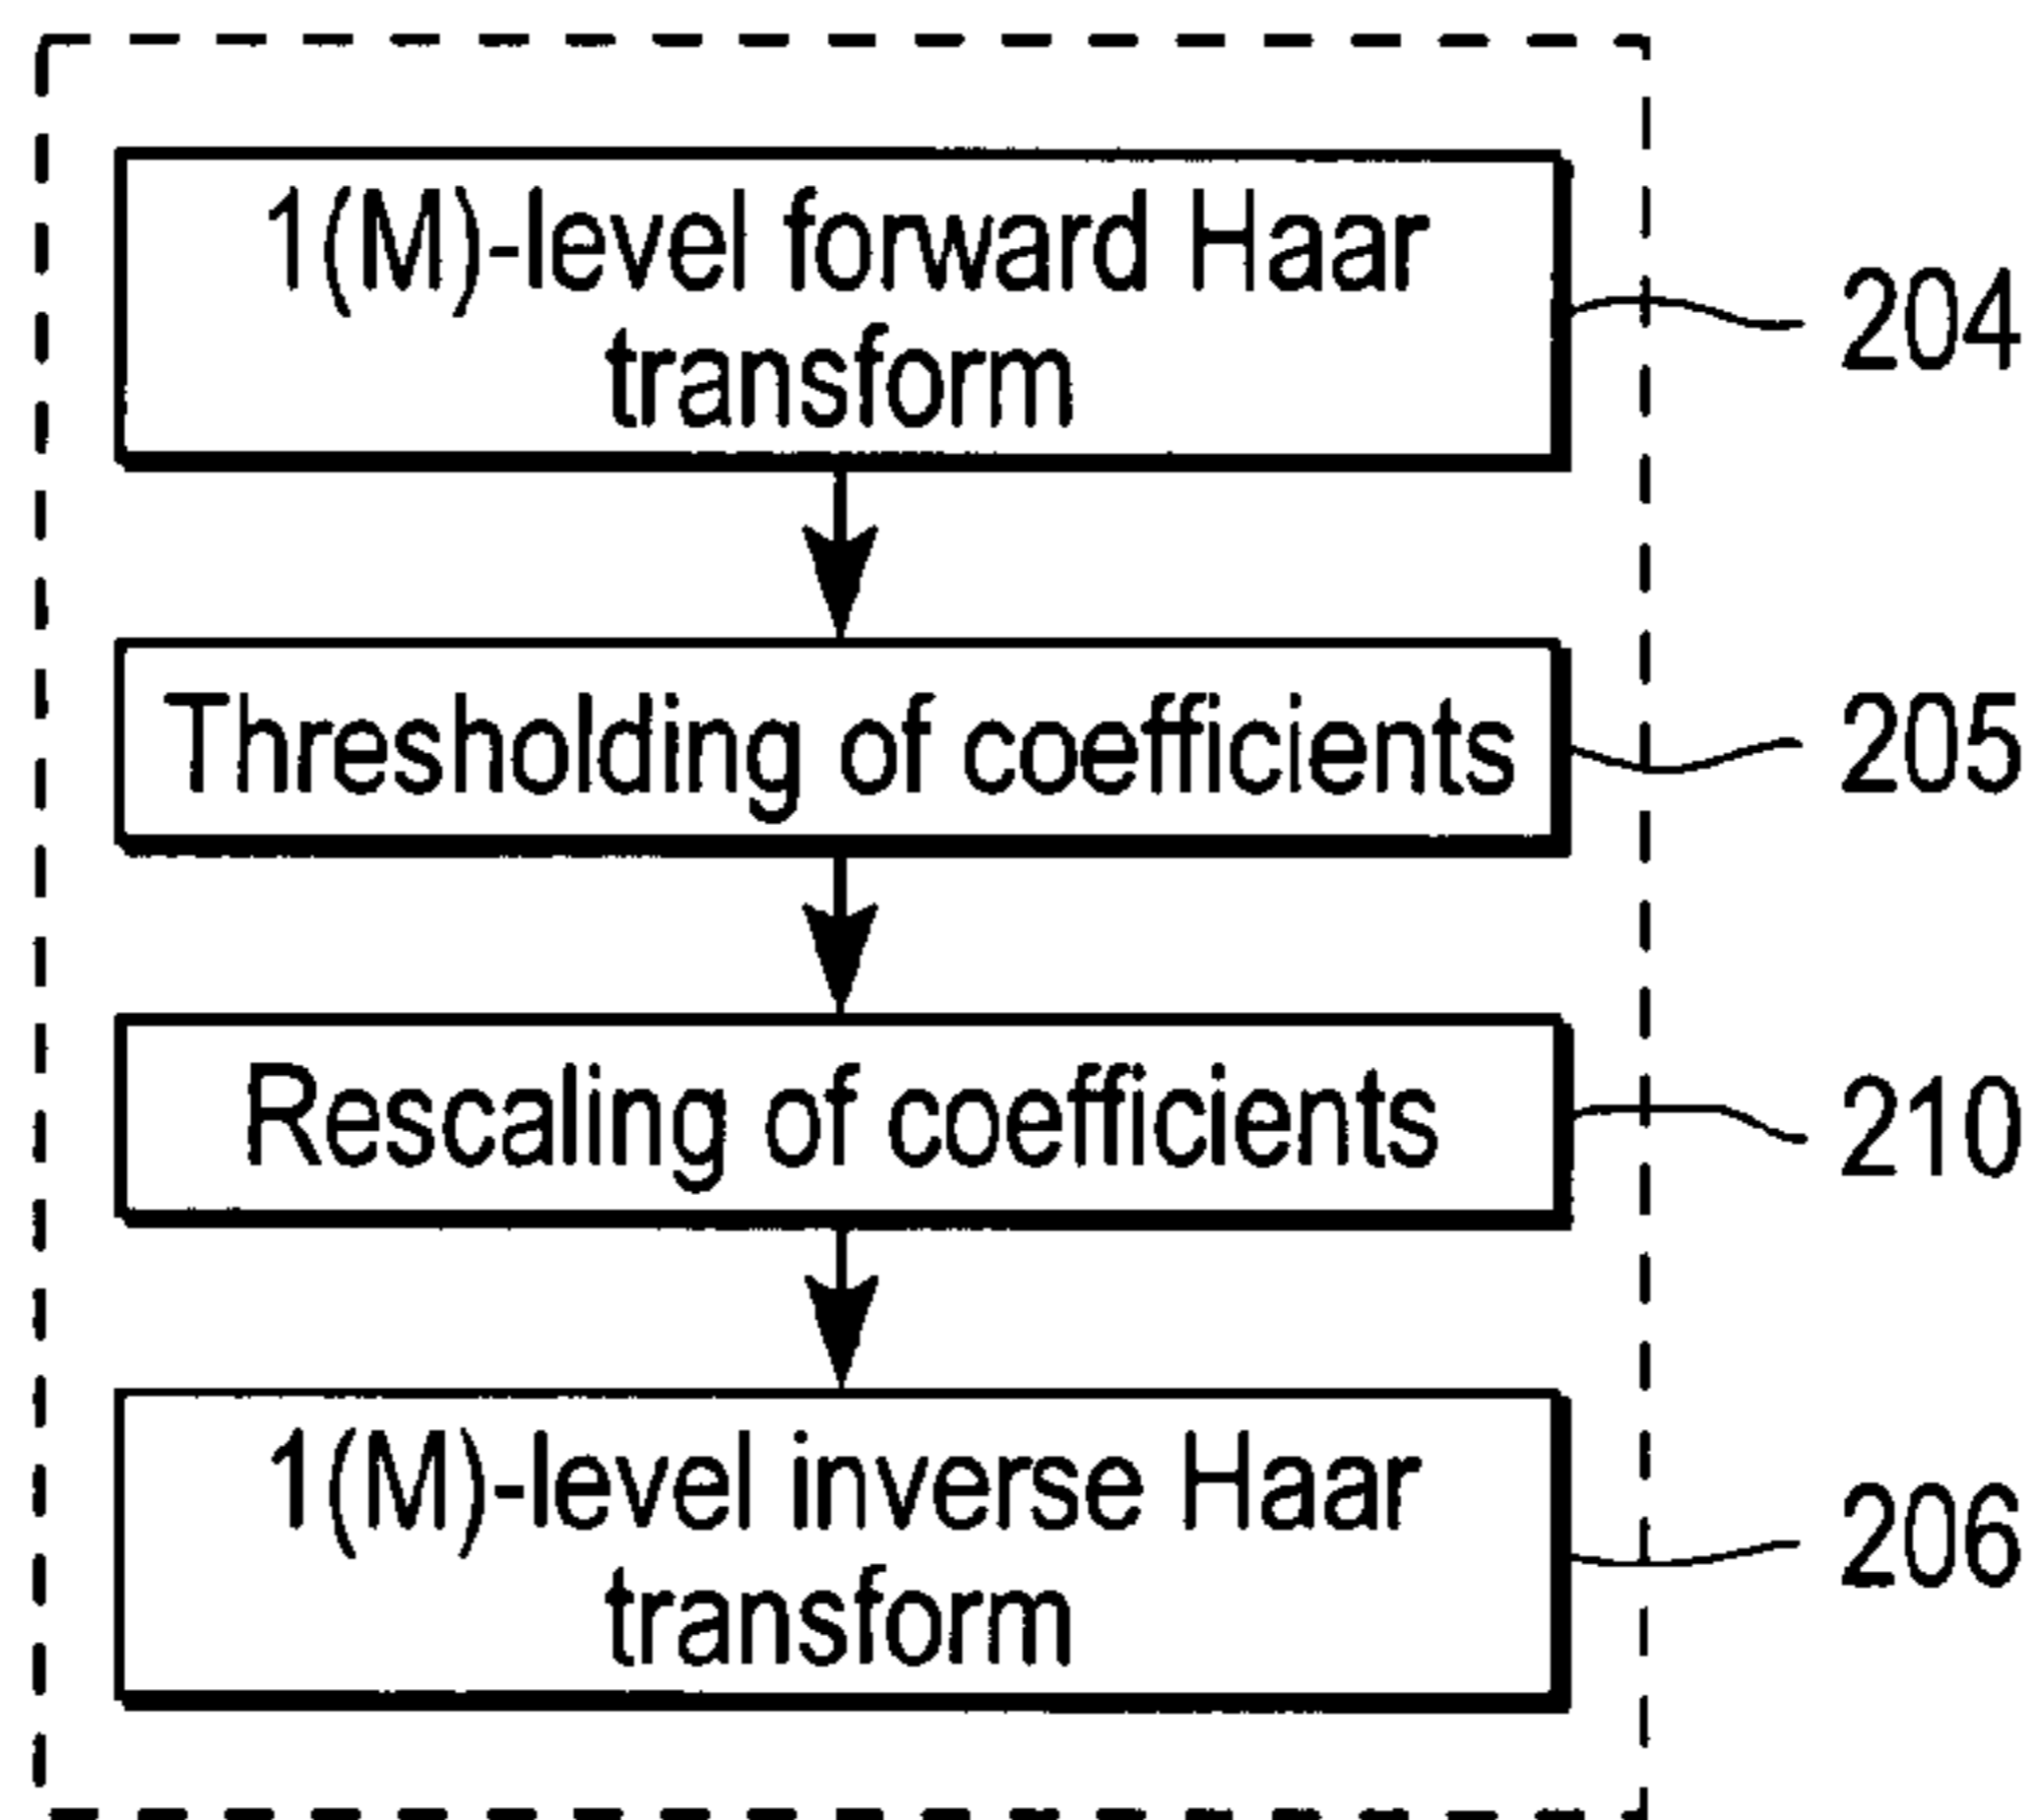 1(M)-level forward Haar
transform
204
Thresholding of coefficients
205
Rescaling of coefficients
210
1(M)-level inverse Haar
transform
206